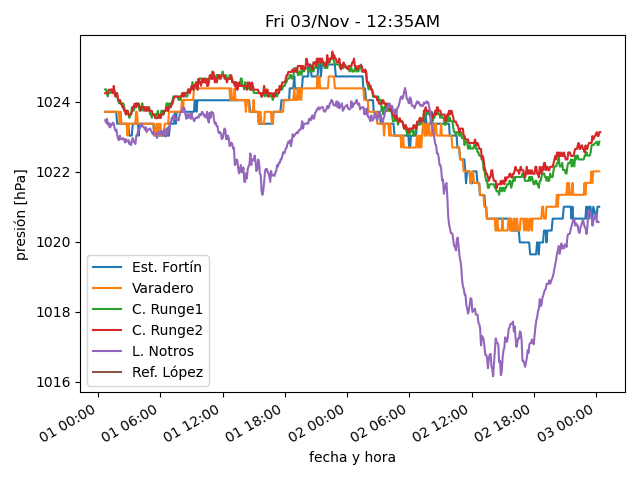 Fri 03/Nov - 12:35AM
presión [hPa]
1024
1022
1020
1018
1016
Est. Fortín
Varadero
C. Runge1
C. Runge2
L. Notros
Ref. López
01 00:00
01 06:00
01 12:00
01 18:00
02 00:00
02 06:00
02 12:00
02 18:00
03 00:00
fecha y hora